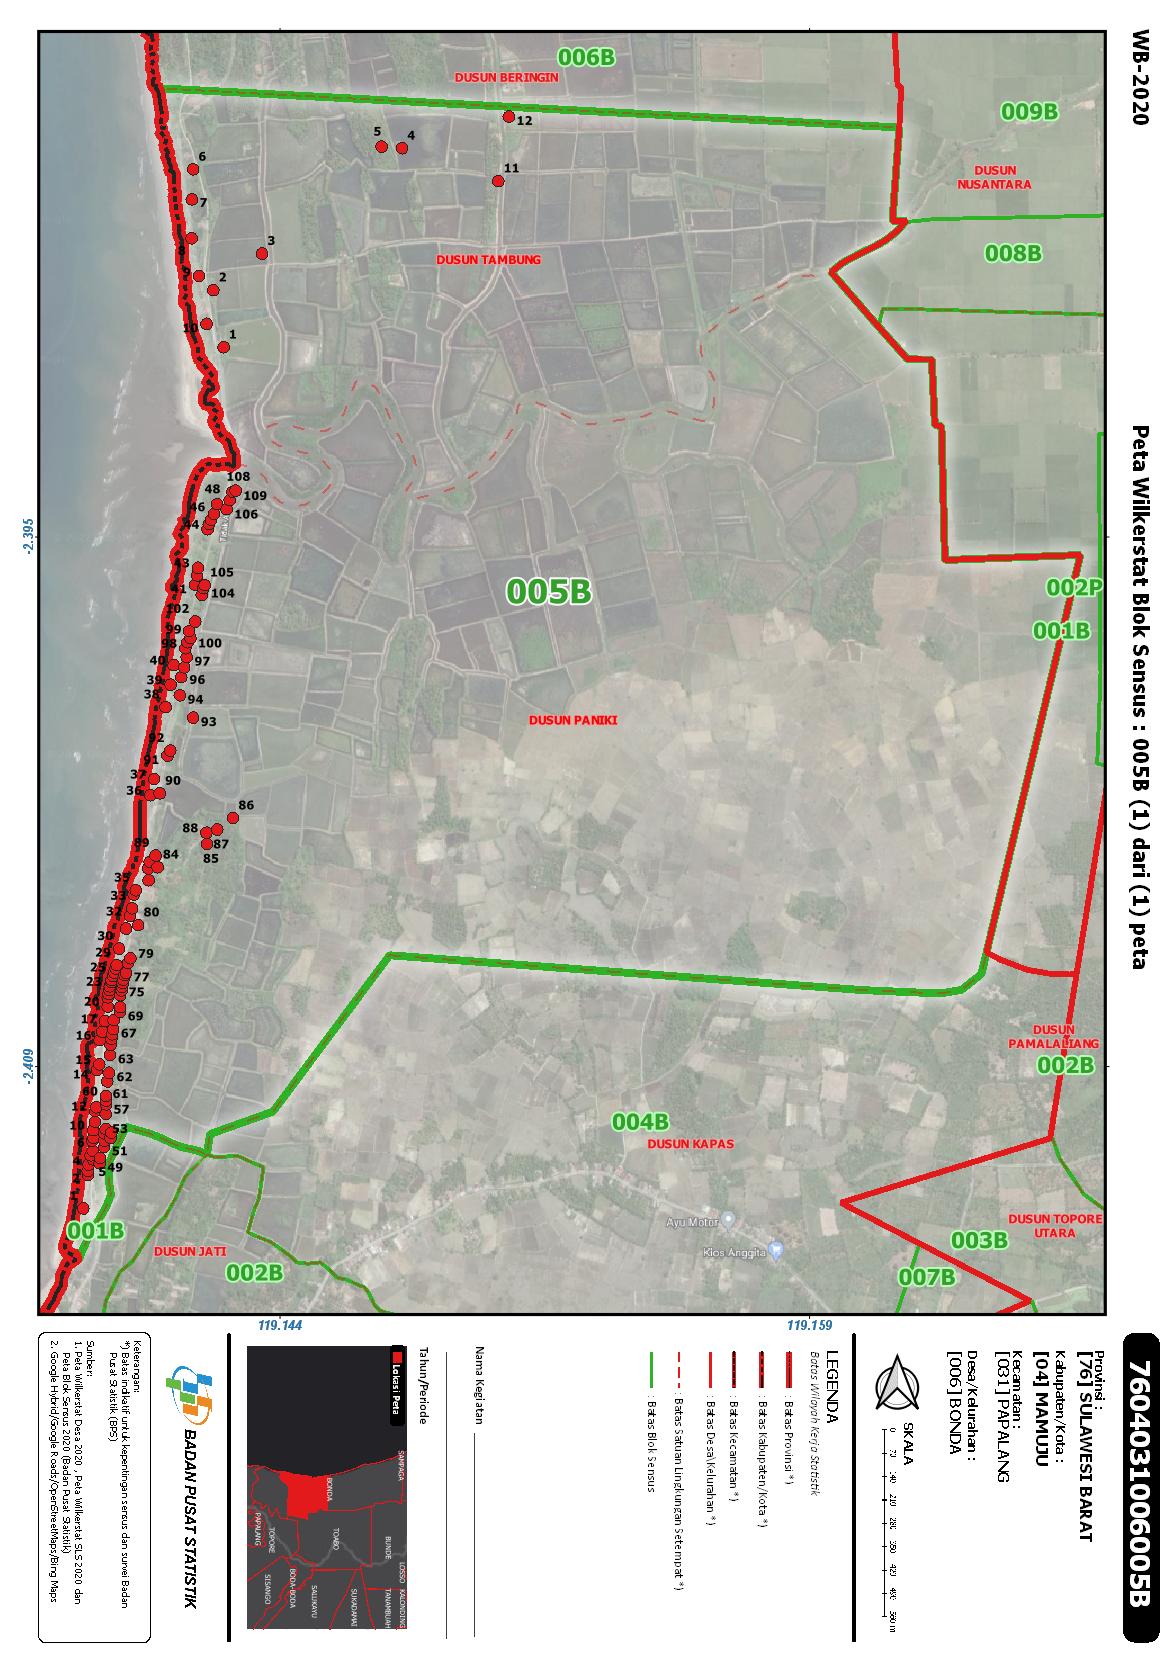 WB-2020
Peta Wilkerstat Blok Sensus : 005B (1) dari (1) peta
7604031006005B
006B
DUSUN BERINGIN
009B
DUSUN
NUSANTARA
008B
12
5
4
11
6
7
3
8
9
2
10
1
DUSUN TAMBUNG
108
48
109
46
106
44
43
105
41
104
102
99
98
100
40
97
39
96
38
94
93
92
91
37
90
36
86
88
87
85
89
84
35
33
32
80
30
29
79
25
77
23
75
20
69
17
16
67
15
63
14
62
60
61
12
57
10
53
6
51
4
5
49
1
005B
002P
001B
DUSUN PANIKI
DUSUN
PAMALALIANG
002B
004B
DUSUN KAPAS
Ayu Motor
Kios Anggita
DUSUN TOPORE
UTARA
003B
007B
001B
DUSUN JATI
002B
-2.395
-2.409
119.144
119.159
Provinsi :
[76] SULAWESI BARAT
Kabupaten/Kota :
[04] MAMUJU
Kecamatan :
[031] PAPALANG
Desa/Kelurahan :
[006] BONDA
SKALA
0 70 140 210 280 350 420 490 560 m
LEGENDA
Batas Wilayah Kerja Statistik
: Batas Provinsi *)
: Batas Kabupaten/Kota *)
: Batas Kecamatan *)
: Batas Desa\Kelurahan *)
: Batas Satuan Lingkungan Setempat *)
: Batas Blok Sensus
Nama Kegiatan
Tahun/Periode
Lokasi Peta
SAMPAGA
BONDA
PAPALANG
TOPORE
TOABO
BUNDE
LOSSO
KALONDING
TANAMBUAH
SUKADAMAI
SALUKAYU
BODA-BODA
SISANGO
BADAN PUSAT STATISTIK
Keterangan:
*) Batas indikatif untuk kepentingan sensus dan survei Badan
Pusat Statistik (BPS)
Sumber:
1. Peta Wilkerstat Desa 2020 , Peta Wilkerstat SLS 2020 dan
Peta Blok Sensus 2020 (Badan Pusat Statistik)
2. Google Hybrid/Google Roads/OpenStreetMaps/Bing Maps